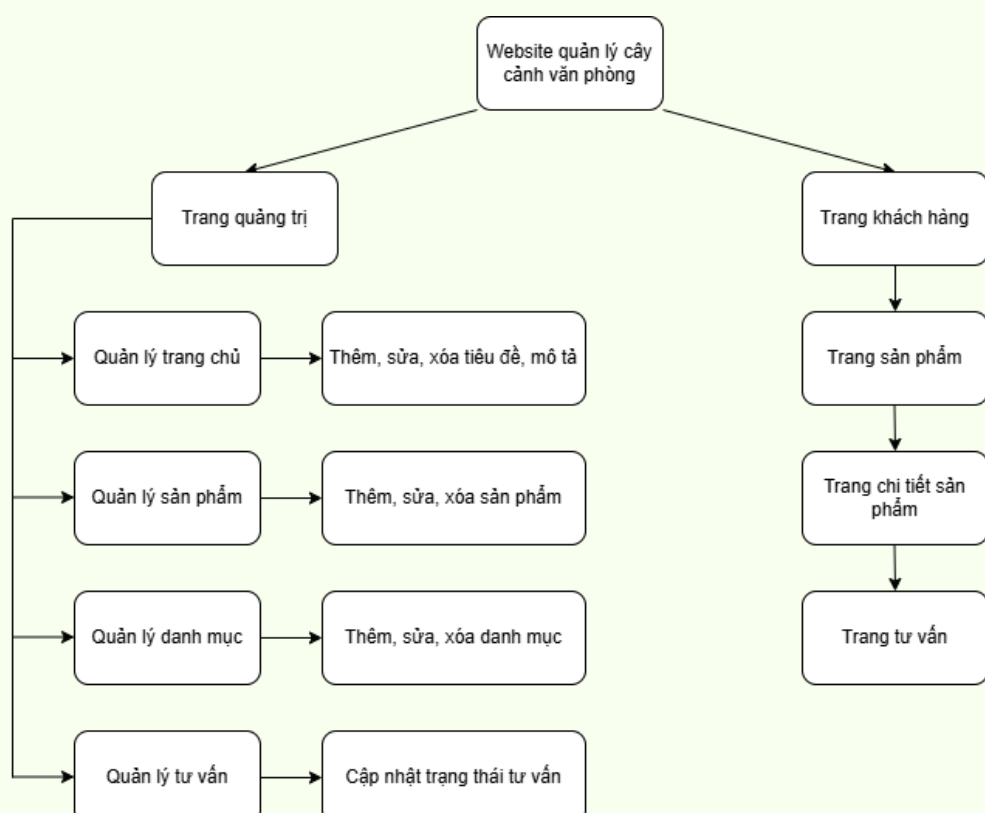 Website quản lý cây
cảnh văn phòng
Trang quảng trị
Trang khách hàng
Quản lý trang chủ
Thêm, sửa, xóa tiêu đề, mô tả
Trang sản phẩm
Quản lý sản phẩm
Thêm, sửa, xóa sản phẩm
Trang chi tiết sản
phẩm
Quản lý danh mục
Thêm, sửa, xóa danh mục
Trang tư vấn
Quản lý tư vấn
Cập nhật trạng thái tư vấn